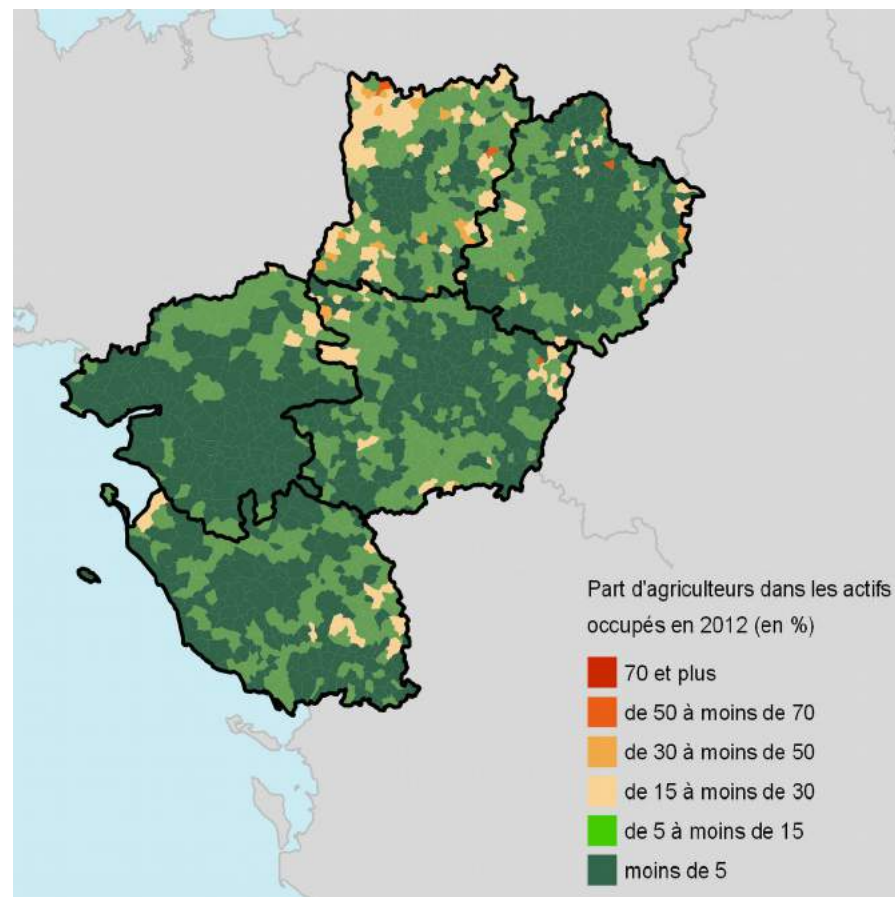 Part d'agriculteurs dans les actifs
occupés en 2012 (en %)
70 et plus
de 50 à moins de 70
de 30 à moins de 50
de 15 à moins de 30
de 5 à moins de 15
moins de 5